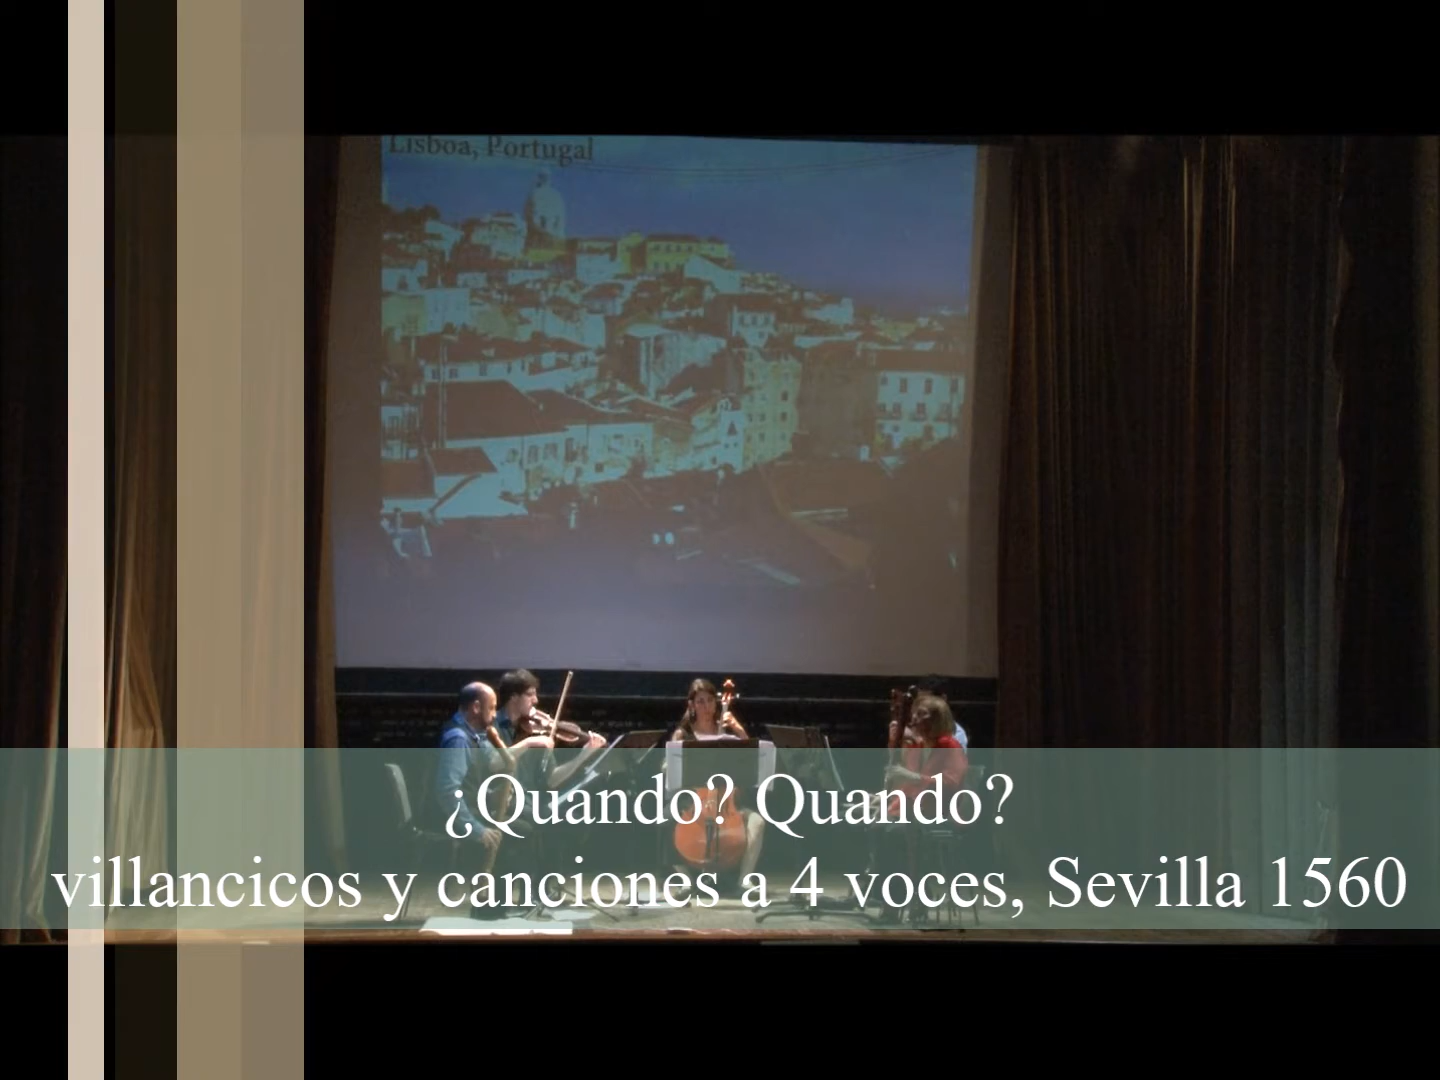 Lisboa, Portugal
¿Quando? Quando?
villancicos y canciones a 4 voces, Sevilla 1560